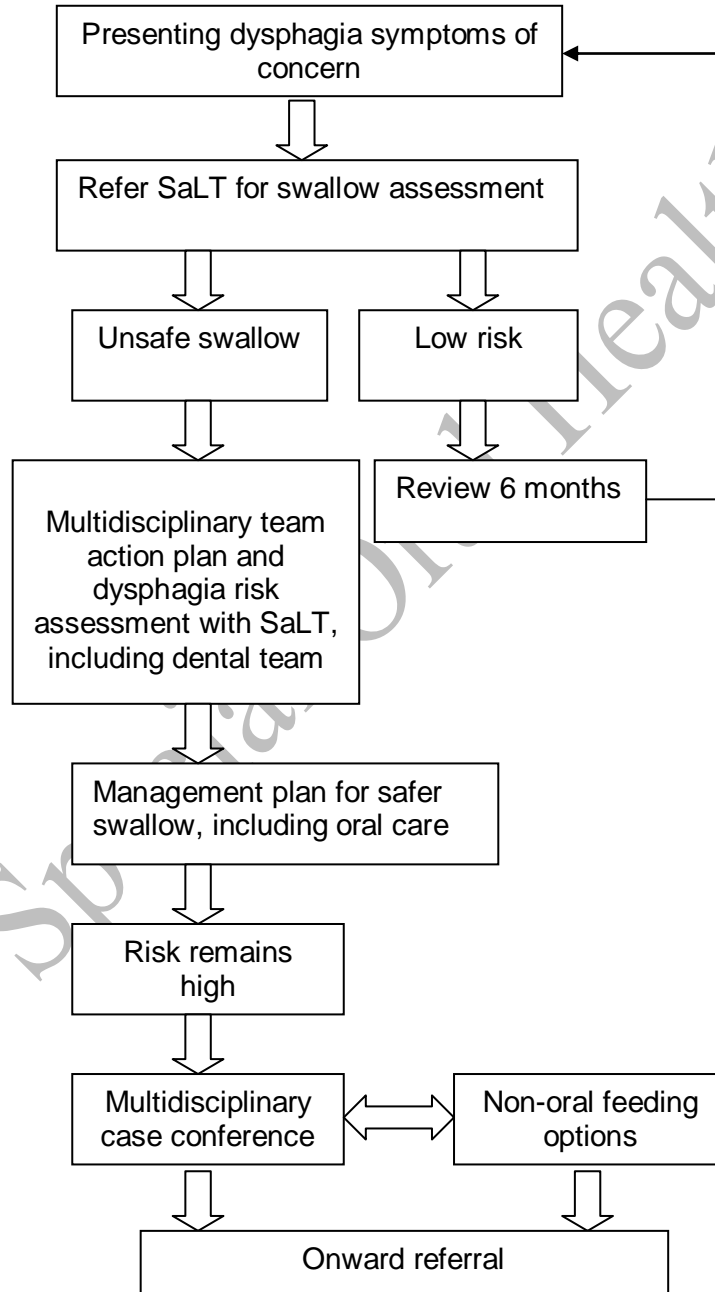 Presenting dysphagia symptoms of
concern
Refer SaLT for swallow assessment
Unsafe swallow
Low risk
Review 6 months
Multidisciplinary team
action plan and
dysphagia risk
assessment with SaLT,
including dental team
Management plan for safer
swallow, including oral care
Risk remains
high
Multidisciplinary
case conference
Non-oral feeding
options
Onward referral